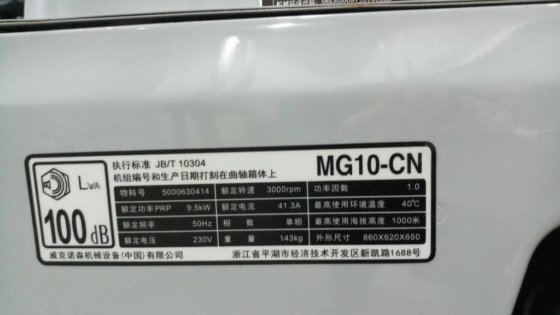 执行标准 JB/T 10304
机组编号和生产日期打刻在曲轴箱体上
MG10-CN
LWA
100 dB
物料号 5000630414 额定转速 3000rpm 功率因数 1.0
额定功率PRP 9.5kW 额定电流 41.3A 最高使用环境温度 40℃
额定频率 50Hz 相数 单相 最高使用海拔高度 1000米
额定电压 230V 重量 143kg 外形尺寸 860X620X650
威克诺森机械设备(中国)有限公司 浙江省平湖市经济技术开发区新凯路1688号